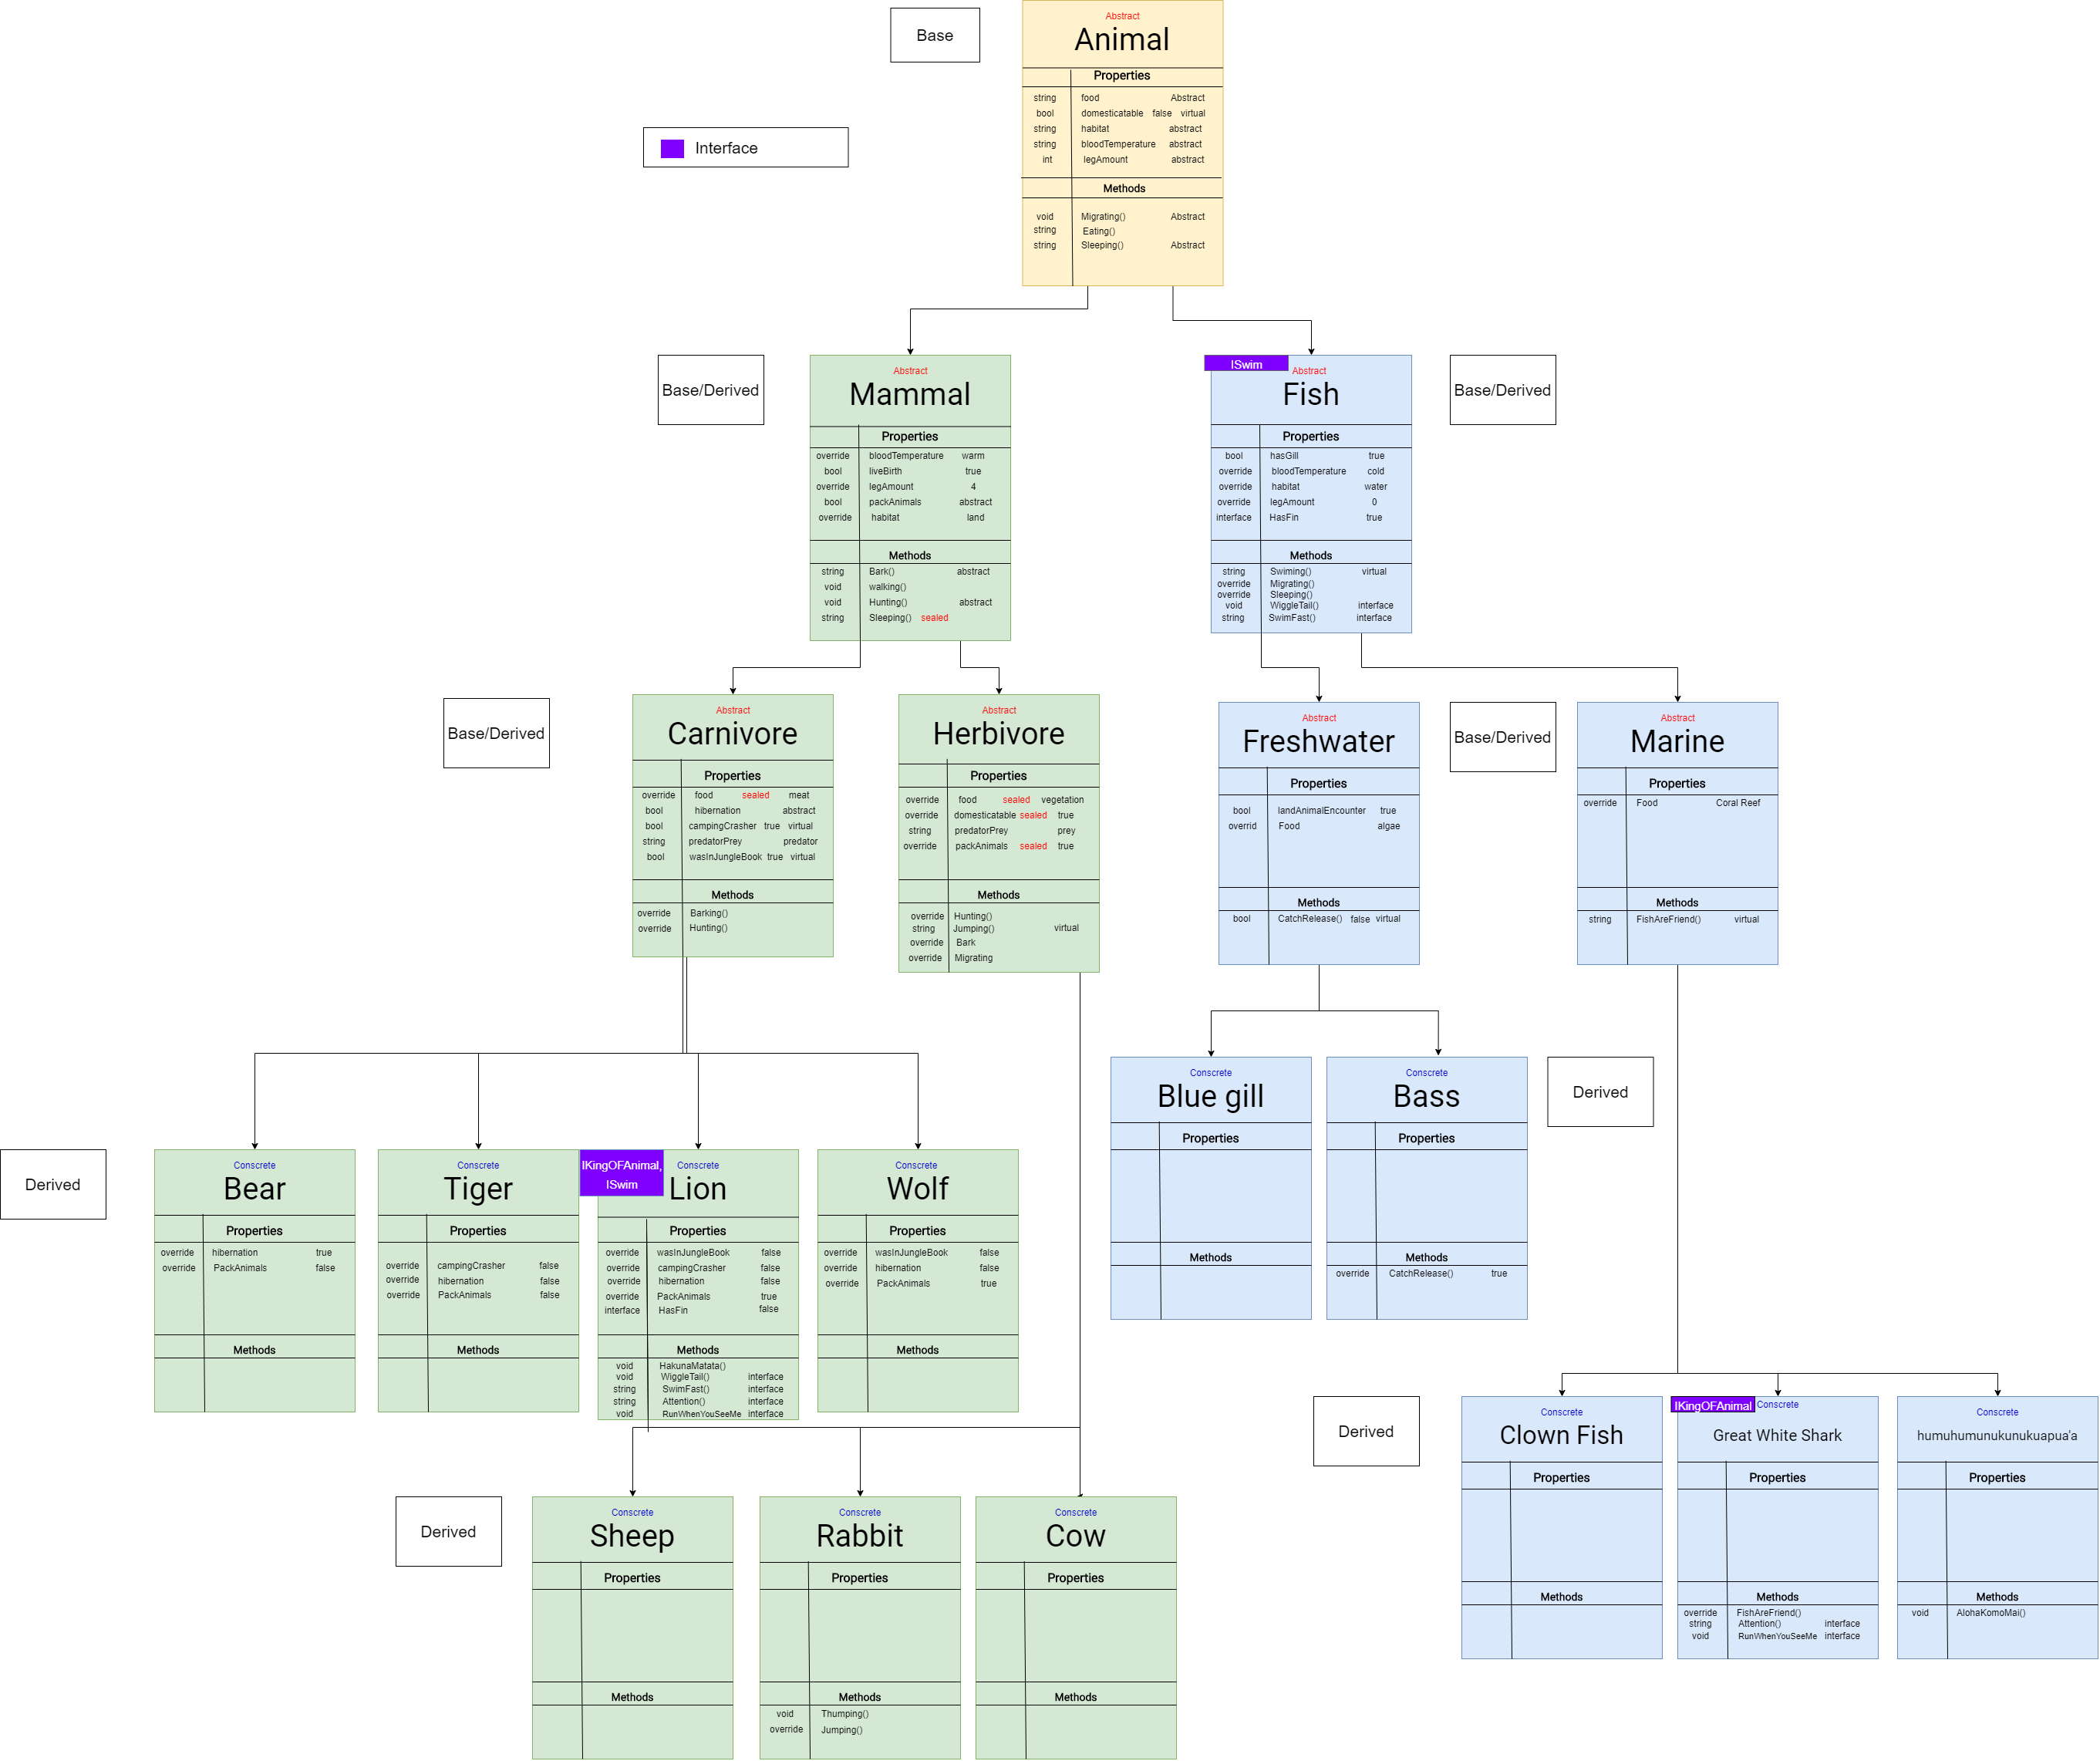 Base
Abstract
Animal
Properties
string food Abstract
bool domesticatable false virtual
string habitat abstract
string bloodTemperature abstract
int legAmount abstract
Methods
void Migrating() Abstract
string Eating()
string Sleeping() Abstract
Interface
Base/Derived
Abstract
Mammal
Properties
override bloodTemperature warm
bool liveBirth true
override legAmount 4
bool packAnimals abstract
override habitat land
Methods
string Bark() abstract
void walking()
void Hunting() abstract
string Sleeping() sealed
ISwim
Abstract
Fish
Properties
bool hasGill true
override bloodTemperature cold
override habitat water
override legAmount 0
interface HasFin true
Methods
string Swiming() virtual
override Migrating()
override Sleeping()
void WiggleTail() interface
string SwimFast() interface
Base/Derived
Base/Derived
Abstract
Carnivore
Properties
override food sealed meat
bool hibernation abstract
bool campingCrasher true virtual
string predatorPrey predator
bool wasInJungleBook true virtual
Methods
override Barking()
override Hunting()
Abstract
Herbivore
Properties
override food sealed vegetation
override domesticatable sealed true
string predatorPrey prey
override packAnimals sealed true
Methods
override Hunting()
string Jumping() virtual
override Bark
override Migrating
Abstract
Freshwater
Properties
bool landAnimalEncounter true
overrid Food algae
Methods
bool CatchRelease() false virtual
Base/Derived
Abstract
Marine
Properties
override Food Coral Reef
Methods
string FishAreFriend() virtual
Conscrete
Blue gill
Properties
Methods
Conscrete
Bass
Properties
Methods
override CatchRelease() true
Derived
Derived
Conscrete
Bear
Properties
override hibernation true
override PackAnimals false
Methods
Conscrete
Tiger
Properties
override campingCrasher false
override hibernation false
override PackAnimals false
Methods
IKingOFAnimal,
ISwim
Conscrete
Lion
Properties
override wasInJungleBook false
override campingCrasher false
override hibernation false
override PackAnimals true
interface HasFin false
Methods
void HakunaMatata()
void WiggleTail() interface
string SwimFast() interface
string Attention() interface
void RunWhenYouSeeMe interface
Conscrete
Wolf
Properties
override wasInJungleBook false
override hibernation false
override PackAnimals true
Methods
Derived
Conscrete
Clown Fish
Properties
Methods
IKingOFAnimal
Conscrete
Great White Shark
Properties
Methods
override FishAreFriend()
string Attention() interface
void RunWhenYouSeeMe interface
Conscrete
humuhumunukunukuapua'a
Properties
Methods
void AlohaKomoMai()
Derived
Conscrete
Sheep
Properties
Methods
Conscrete
Rabbit
Properties
Methods
void Thumping()
override Jumping()
Conscrete
Cow
Properties
Methods